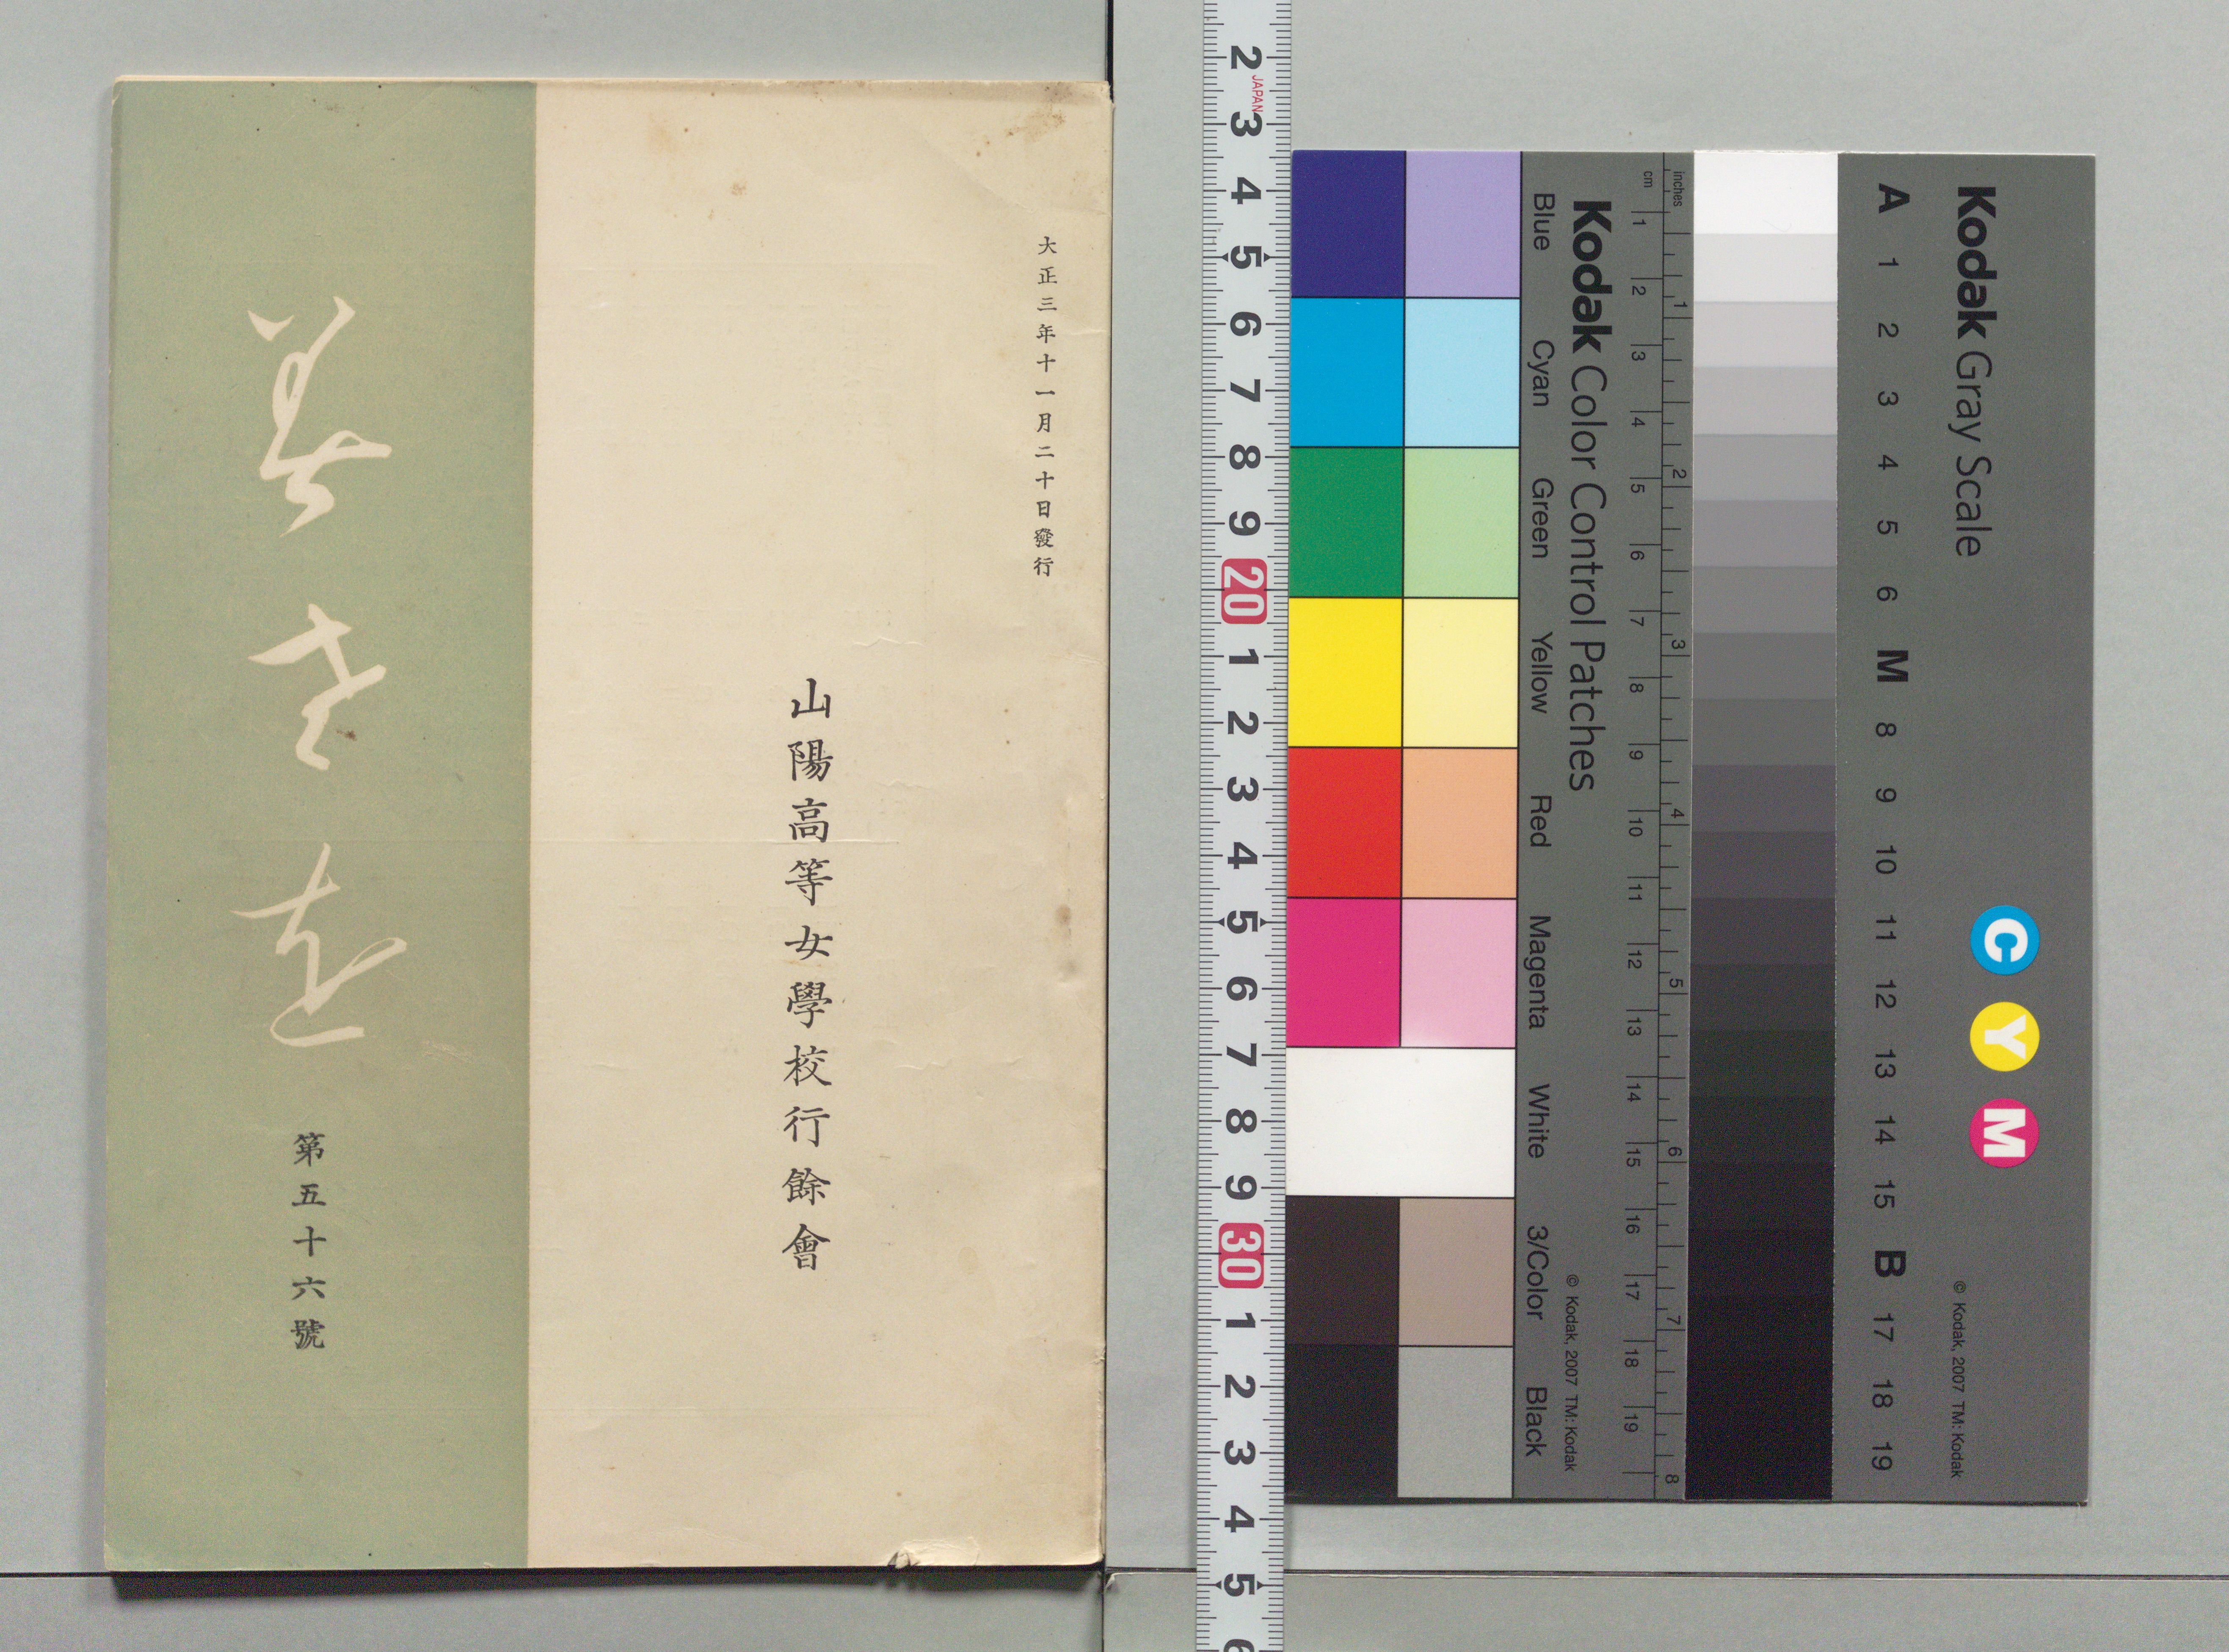 大正三年十一月二十日發行
山陽高等女學校行餘會
みさを
第五十六號
2 3 4 5 6 7 8 9 20 1 2 3 4 5 6 7 8 9 30 1 2 3 4 5 6
JAPAN
Kodak Gray Scale
C Y M
© Kodak, 2007 TM: Kodak
A 1 2 3 4 5 6 M 8 9 10 11 12 13 14 15 B 17 18 19
inches 1 2 3 4 5 6 7 8
cm 1 2 3 4 5 6 7 8 9 10 11 12 13 14 15 16 17 18 19
Kodak Color Control Patches
© Kodak, 2007 TM: Kodak
Blue Cyan Green Yellow Red Magenta White 3/Color Black